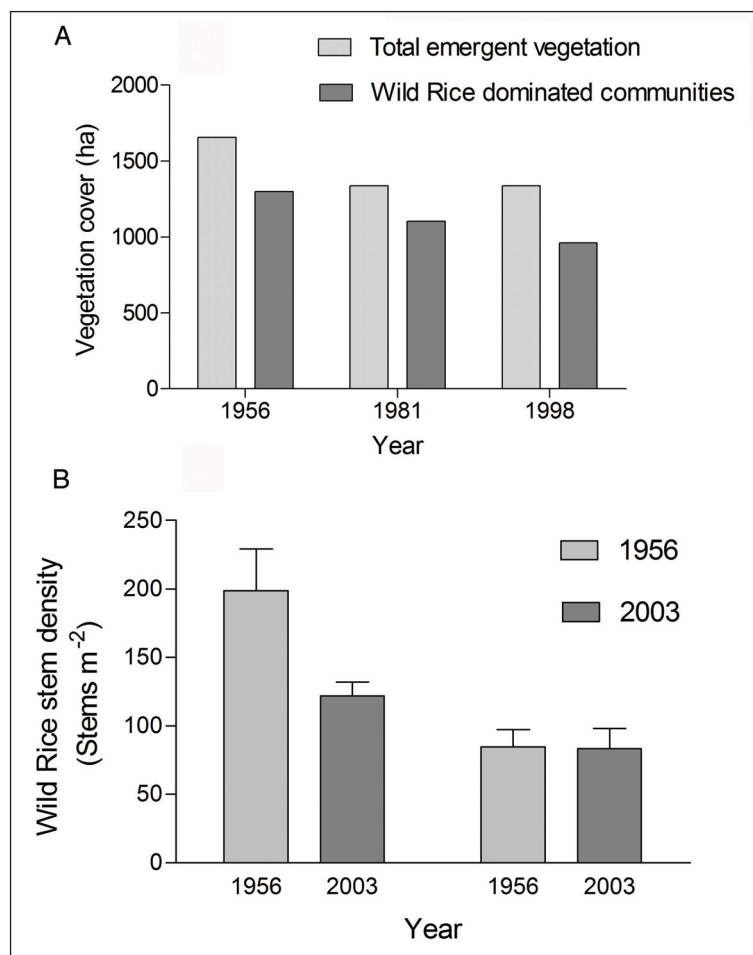 A
Total emergent vegetation
Wild Rice dominated communities
Vegetation cover (ha)
2000
1500
1000
500
0
1956 1981 1998
Year
B
Wild Rice stem density
(Stems m⁻²)
250
200
150
100
50
0
1956
2003
1956 2003 1956 2003
Year